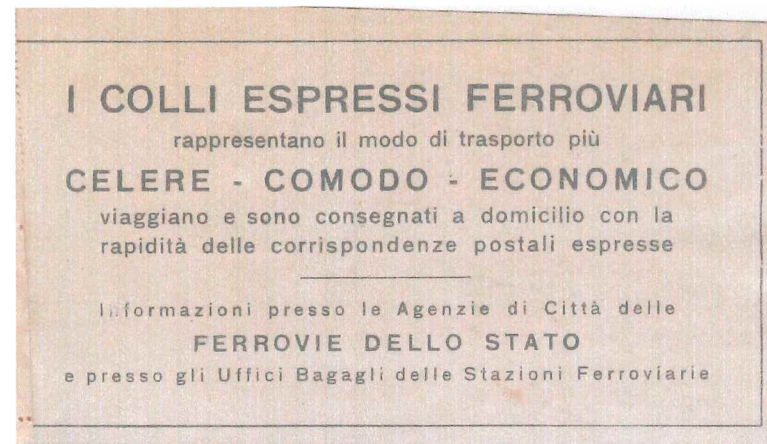 I COLLI ESPRESSI FERROVIARI
rappresentano il modo di trasporto più
CELERE - COMODO - ECONOMICO
viaggiano e sono consegnati a domicilio con la
rapidità delle corrispondenze postali espresse
Informazioni presso le Agenzie di Città delle
FERROVIE DELLO STATO
e presso gli Uffici Bagagli delle Stazioni Ferroviarie